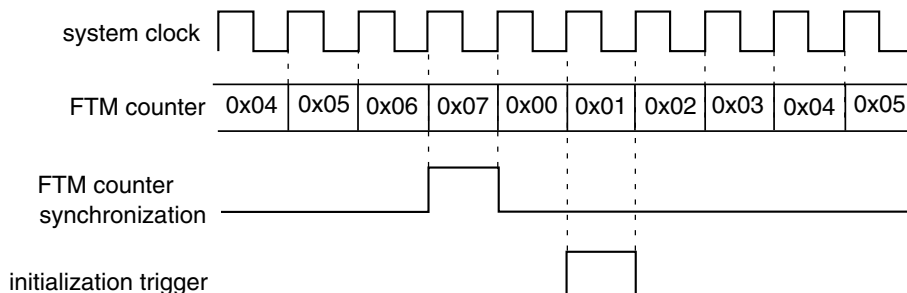 system clock
FTM counter 0x04 0x05 0x06 0x07 0x00 0x01 0x02 0x03 0x04 0x05
FTM counter
synchronization
initialization trigger